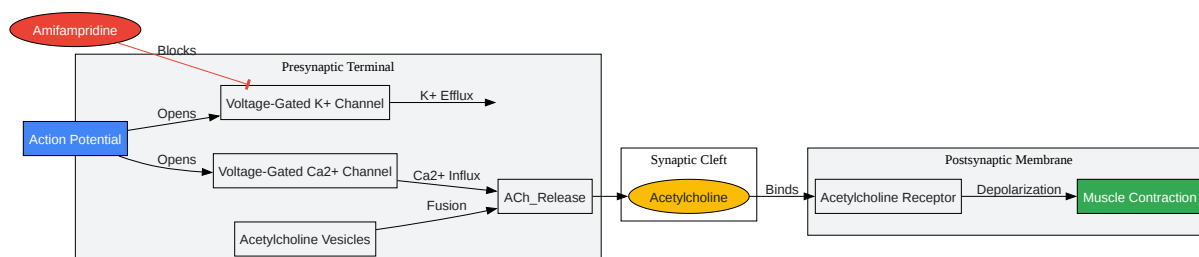 Amifampridine
Blocks
Presynaptic Terminal
Voltage-Gated K+ Channel
K+ Efflux
Opens
Action Potential
Opens
Voltage-Gated Ca2+ Channel
Ca2+ Influx
Fusion
Acetylcholine Vesicles
ACh_Release
Synaptic Cleft
Acetylcholine
Binds
Postsynaptic Membrane
Acetylcholine Receptor
Depolarization
Muscle Contraction